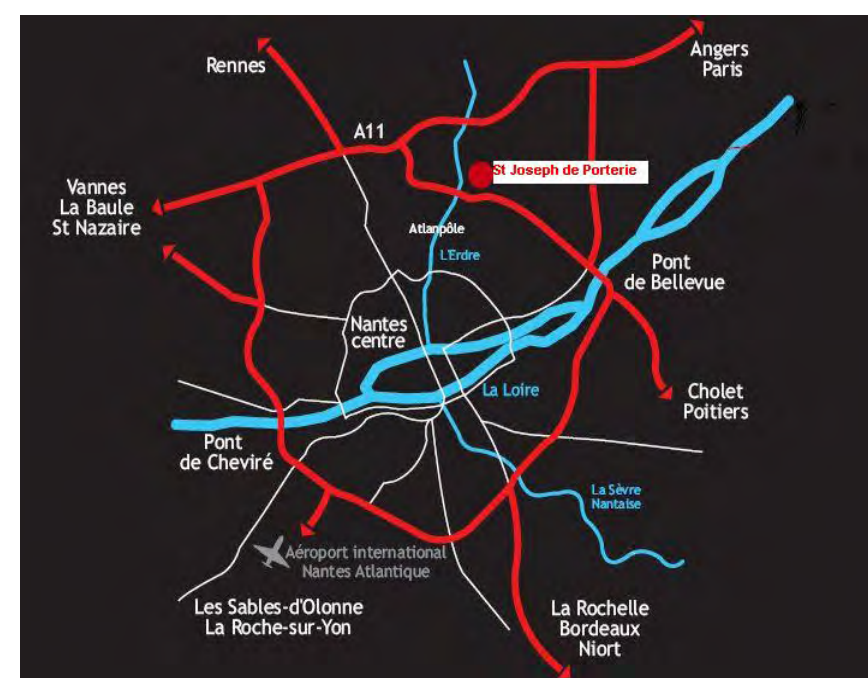 Rennes
Angers
Paris
A11
St Joseph de Porterie
Vannes
La Baule
St Nazaire
Atlanpôle
L'Erdre
Pont
de Bellevue
Nantes
centre
La Loire
Cholet
Poitiers
Pont
de Cheviré
La Sèvre
Nantaise
Aéroport international
Nantes Atlantique
Les Sables-d'Olonne
La Roche-sur-Yon
La Rochelle
Bordeaux
Niort